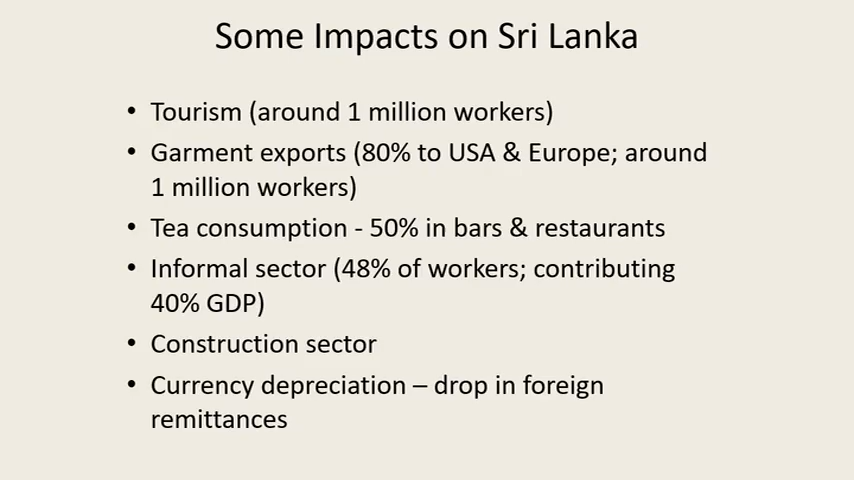 Some Impacts on Sri Lanka
• Tourism (around 1 million workers)
• Garment exports (80% to USA & Europe; around
1 million workers)
• Tea consumption - 50% in bars & restaurants
• Informal sector (48% of workers; contributing
40% GDP)
• Construction sector
• Currency depreciation – drop in foreign
remittances